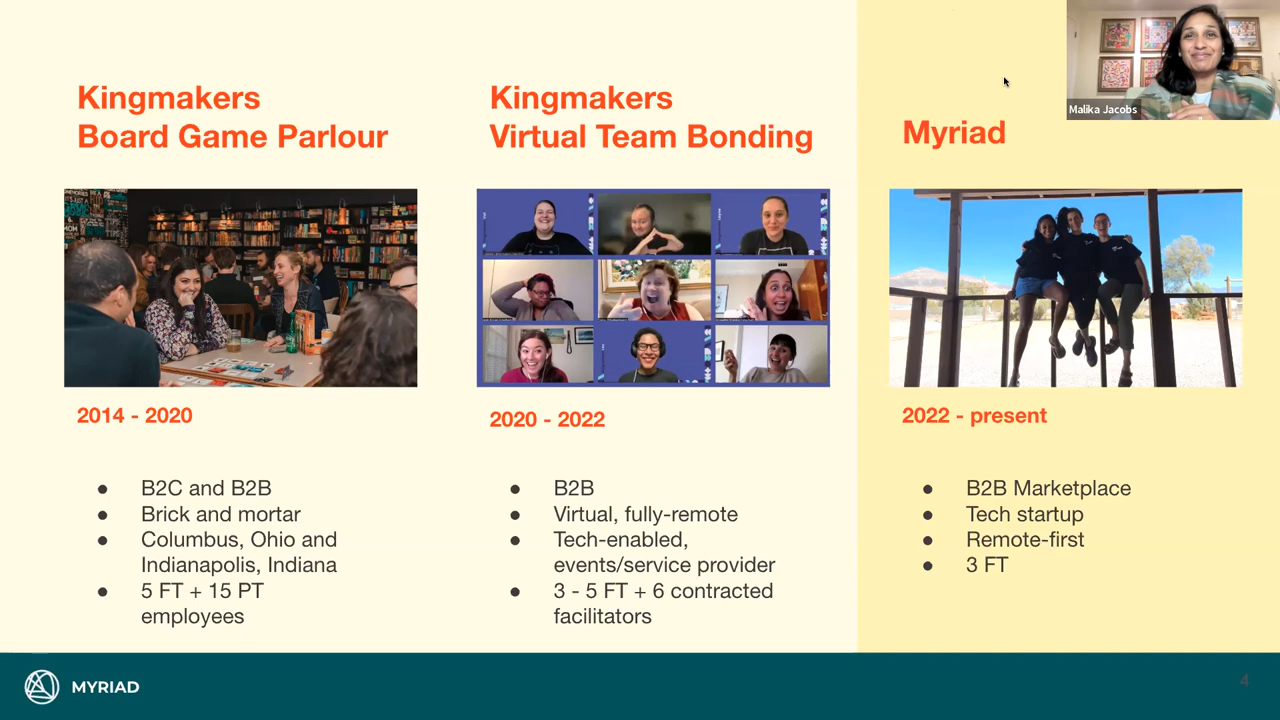 Kingmakers
Board Game Parlour
2014 - 2020
● B2C and B2B
● Brick and mortar
● Columbus, Ohio and
Indianapolis, Indiana
● 5 FT + 15 PT
employees
Kingmakers
Virtual Team Bonding
2020 - 2022
● B2B
● Virtual, fully-remote
● Tech-enabled,
events/service provider
● 3 - 5 FT + 6 contracted
facilitators
Myriad
2022 - present
● B2B Marketplace
● Tech startup
● Remote-first
● 3 FT
Malika Jacobs
MYRIAD
4